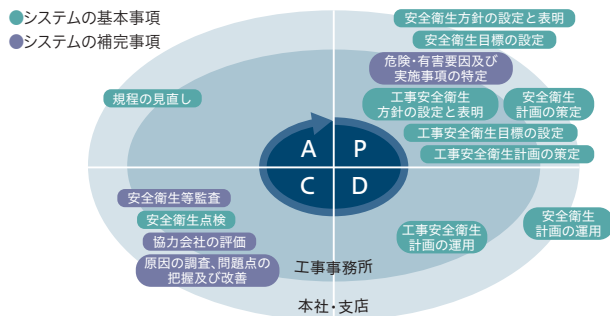 ●システムの基本事項
●システムの補完事項
安全衛生方針の設定と表明
安全衛生目標の設定
危険・有害要因及び
実施事項の特定
規程の見直し
工事安全衛生
方針の設定と表明
安全衛生
計画の策定
工事安全衛生目標の設定
工事安全衛生計画の策定
A
P
C
D
安全衛生等監査
安全衛生点検
協力会社の評価
原因の調査、問題点の
把握及び改善
工事安全衛生
計画の運用
安全衛生
計画の運用
工事事務所
本社・支店